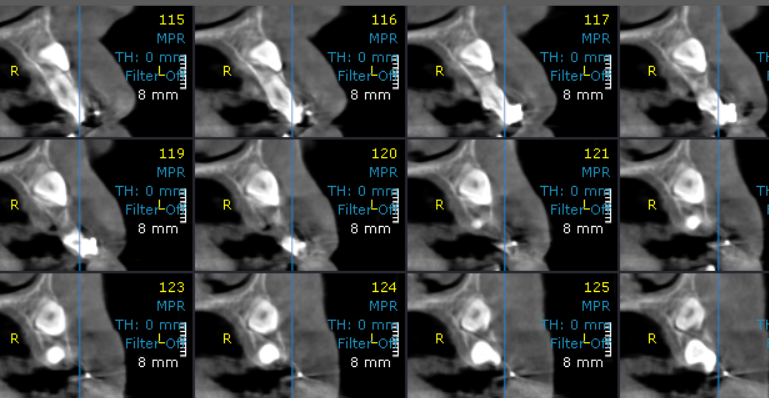 115
MPR
TH: 0 mm
R
L
Filter-Off
8 mm
116
MPR
TH: 0 mm
R
L
Filter-Off
8 mm
117
MPR
TH: 0 mm
R
L
Filter-Off
8 mm
R
TH
Filt
119
MPR
TH: 0 mm
R
L
Filter-Off
8 mm
120
MPR
TH: 0 mm
R
L
Filter-Off
8 mm
121
MPR
TH: 0 mm
R
L
Filter-Off
8 mm
R
123
MPR
TH: 0 mm
R
L
Filter-Off
8 mm
124
MPR
TH: 0 mm
R
L
Filter-Off
8 mm
125
MPR
TH: 0 mm
R
L
Filter-Off
8 mm
R